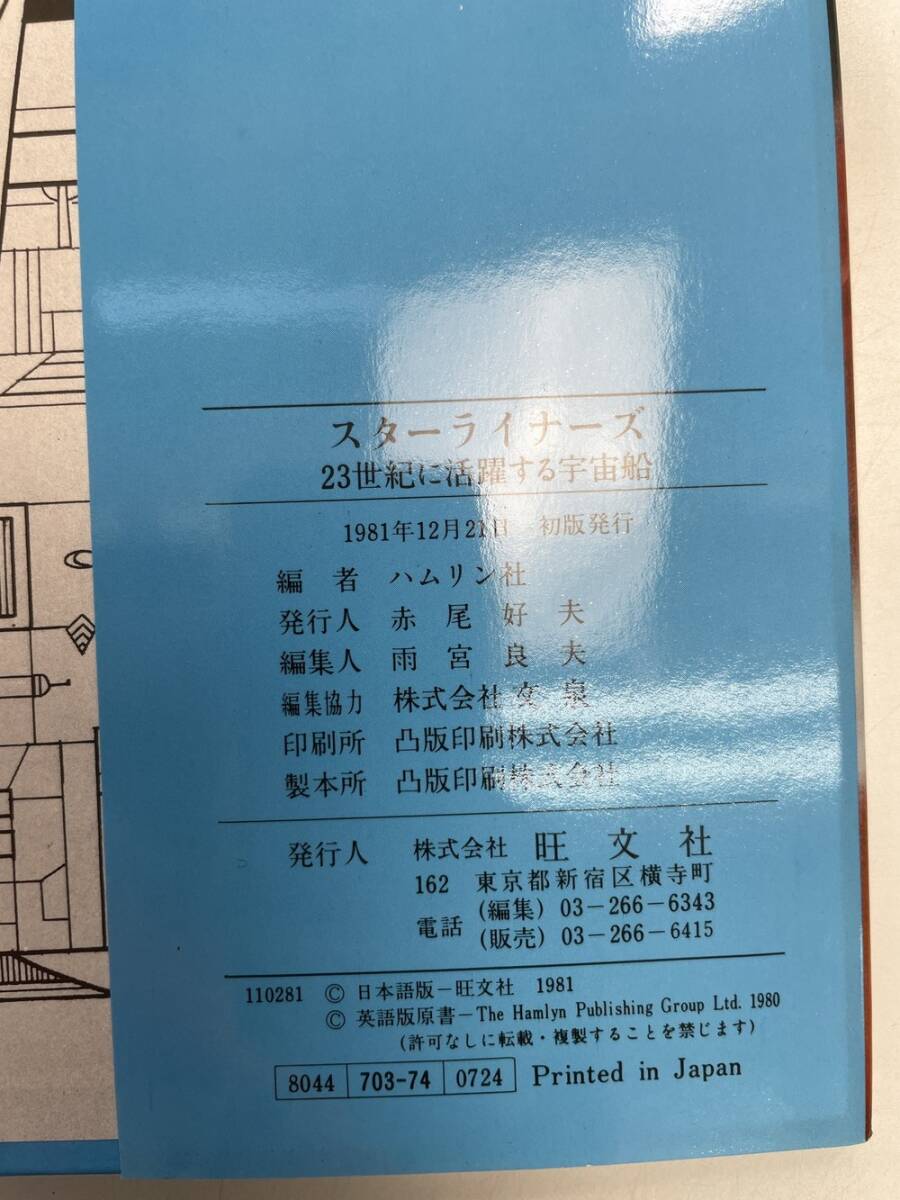 スターライナーズ
23世紀に活躍する宇宙船
1981年12月21日　初版発行
編　者　ハムリン社
発行人　赤　尾　好　夫
編集人　雨　宮　良　夫
編集協力　株式会社 文　泉
印刷所　凸版印刷株式会社
製本所　凸版印刷株式会社
発行人　株式会社　旺　文　社
162　東京都新宿区横寺町
電話　(編集) 03－266－6343
(販売) 03－266－6415
110281 © 日本語版－旺文社　1981
© 英語版原書－The Hamlyn Publishing Group Ltd. 1980
(許可なしに転載・複製することを禁じます)
8044　703-74　0724　Printed in Japan